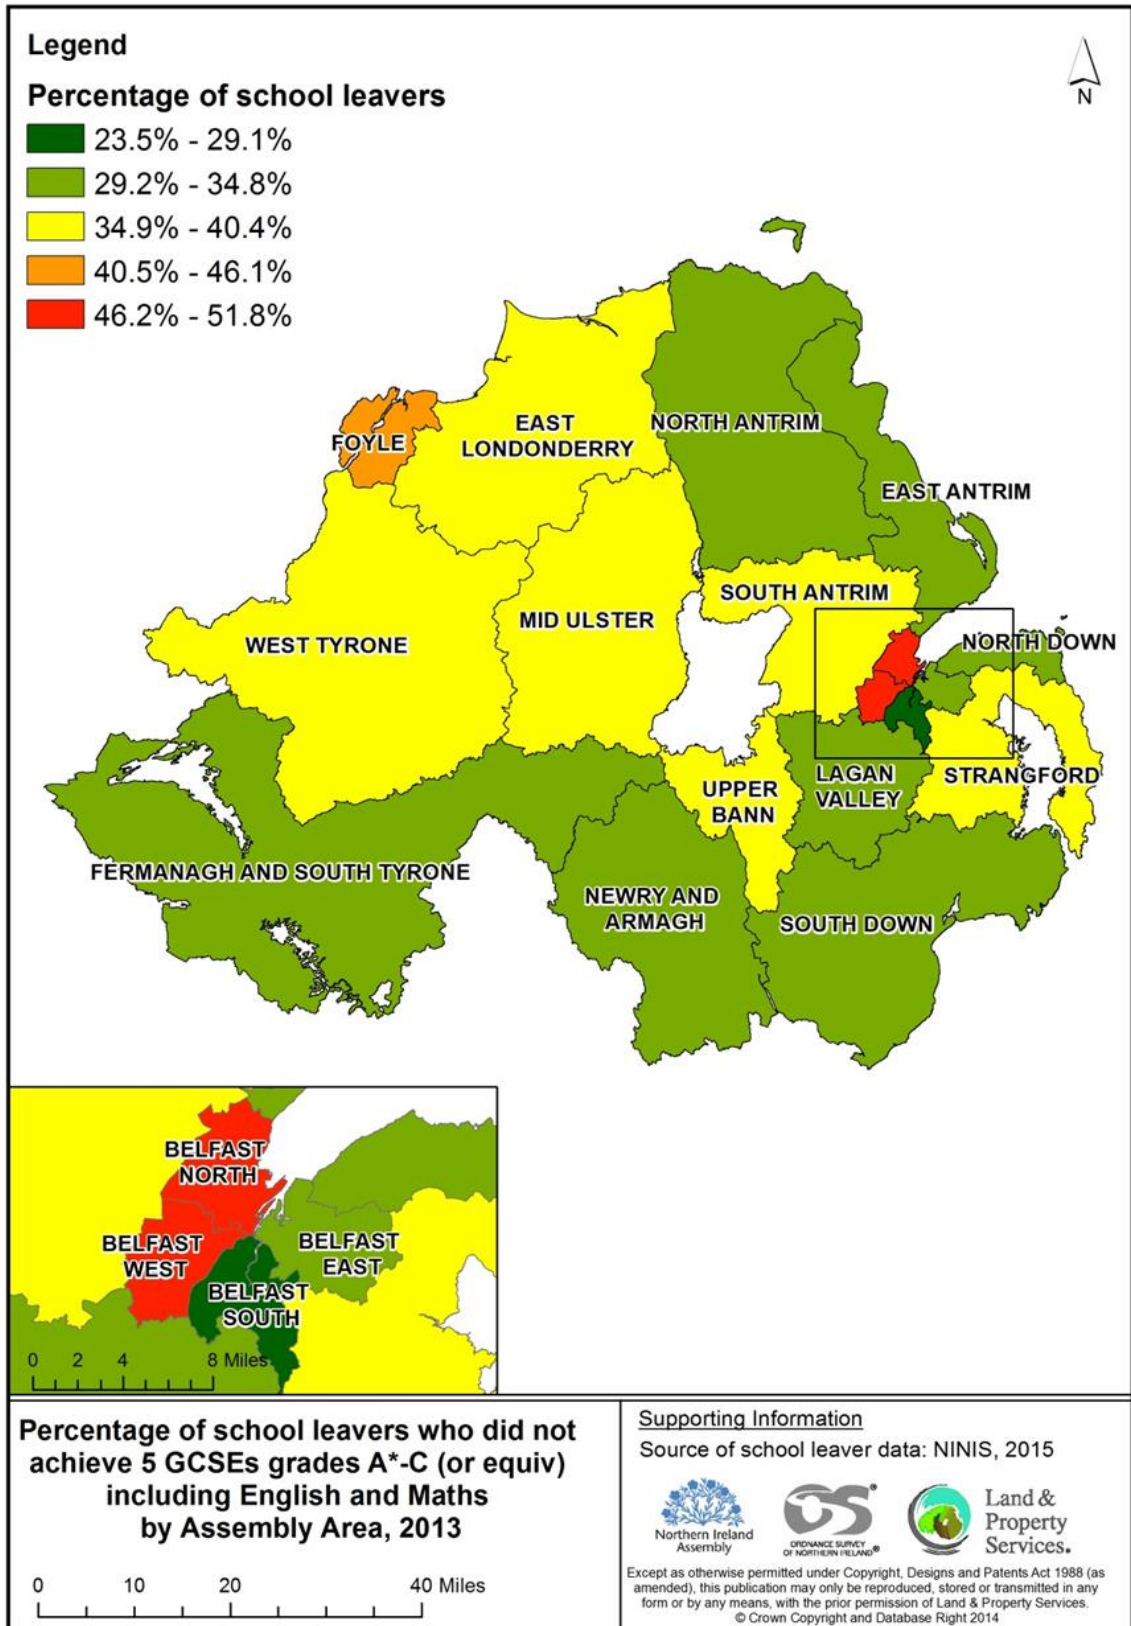 Legend
N
Percentage of school leavers
23.5% - 29.1%
29.2% - 34.8%
34.9% - 40.4%
40.5% - 46.1%
46.2% - 51.8%
FOYLE
EAST
LONDONDERRY
NORTH ANTRIM
EAST ANTRIM
SOUTH ANTRIM
MID ULSTER
WEST TYRONE
NORTH DOWN
UPPER
BANN
LAGAN
VALLEY
STRANGFORD
FERMANAGH AND SOUTH TYRONE
NEWRY AND
ARMAGH
SOUTH DOWN
BELFAST
NORTH
BELFAST
WEST
BELFAST
EAST
BELFAST
SOUTH
0 2 4 8 Miles
Percentage of school leavers who did not
achieve 5 GCSEs grades A*-C (or equiv)
including English and Maths
by Assembly Area, 2013
0 10 20 40 Miles
Supporting Information
Source of school leaver data: NINIS, 2015
Northern Ireland
Assembly
OS®
ORDNANCE SURVEY
OF NORTHERN IRELAND®
Land &
Property
Services.
Except as otherwise permitted under Copyright, Designs and Patents Act 1988 (as
amended), this publication may only be reproduced, stored or transmitted in any
form or by any means, with the prior permission of Land & Property Services.
© Crown Copyright and Database Right 2014